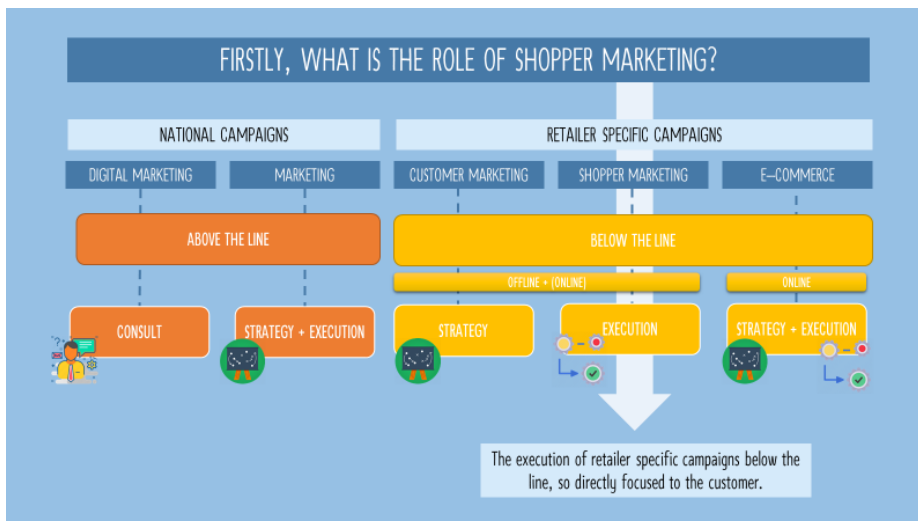 FIRSTLY, WHAT IS THE ROLE OF SHOPPER MARKETING?
NATIONAL CAMPAIGNS
RETAILER SPECIFIC CAMPAIGNS
DIGITAL MARKETING
MARKETING
CUSTOMER MARKETING
SHOPPER MARKETING
E-COMMERCE
ABOVE THE LINE
BELOW THE LINE
OFFLINE + (ONLINE)
ONLINE
CONSULT
STRATEGY + EXECUTION
STRATEGY
EXECUTION
STRATEGY + EXECUTION
The execution of retailer specific campaigns below the
line, so directly focused to the customer.